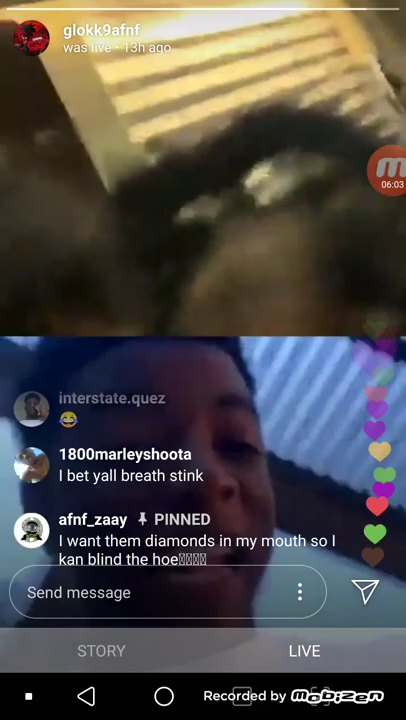 glokk9afnf
was live • 13h ago
06:03
interstate.quez
😂
1800marleyshoota
I bet yall breath stink
afnf_zaay PINNED
I want them diamonds in my mouth so I
kan blind the hoe
Send message
STORY LIVE
Recorded by mobizen